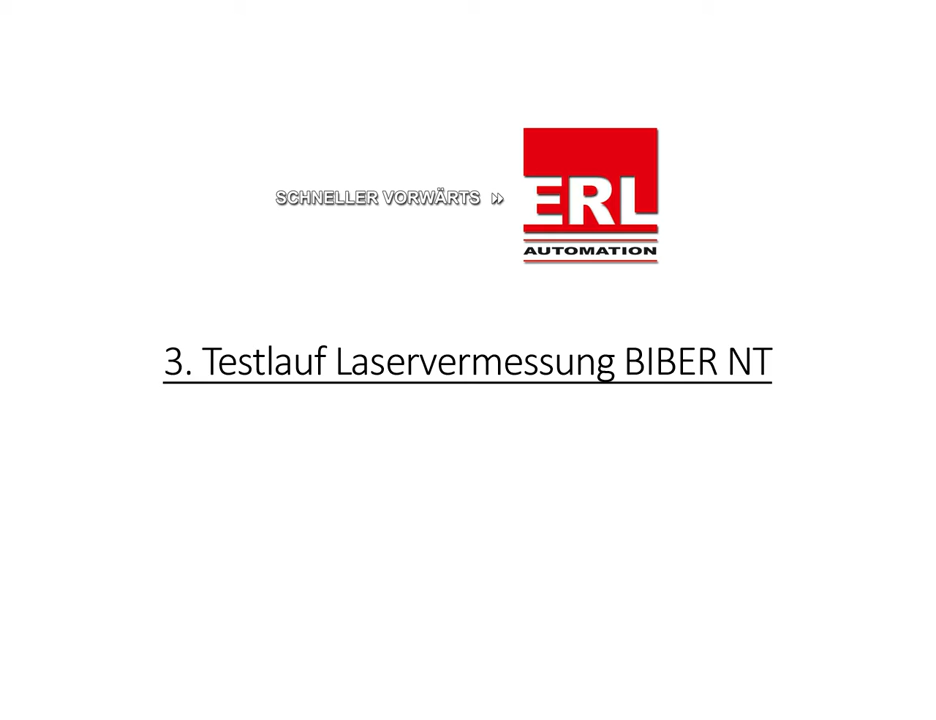 SCHNELLER VORWÄRTS
ERL
AUTOMATION
3. Testlauf Laservermessung BIBER NT